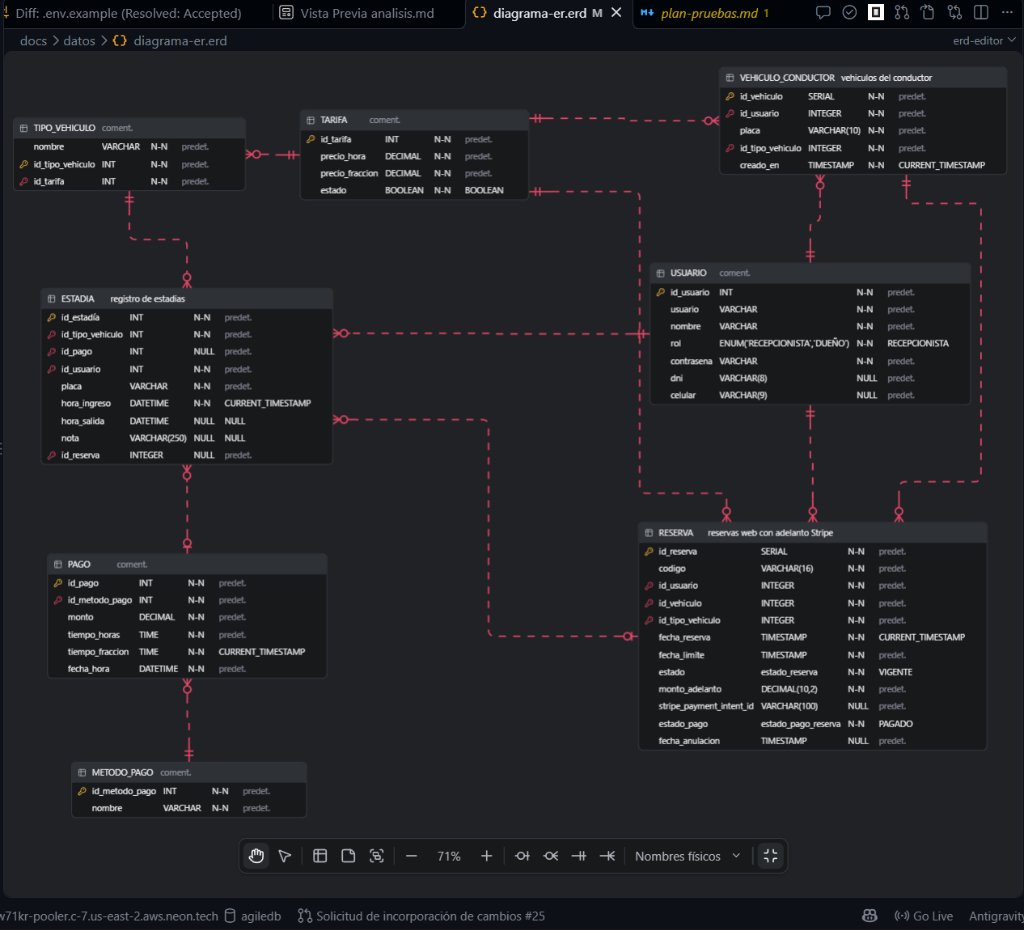 Diff: .env.example (Resolved: Accepted)
Vista Previa analisis.md
diagrama-er.erd M
plan-pruebas.md 1
docs > datos > diagrama-er.erd
erd-editor
TIPO_VEHICULO coment.
nombre VARCHAR N-N predet.
id_tipo_vehiculo INT N-N predet.
id_tarifa INT N-N predet.
TARIFA coment.
id_tarifa INT N-N predet.
precio_hora DECIMAL N-N predet.
precio_fraccion DECIMAL N-N predet.
estado BOOLEAN N-N BOOLEAN
VEHICULO_CONDUCTOR vehiculos del conductor
id_vehiculo SERIAL N-N predet.
id_usuario INTEGER N-N predet.
placa VARCHAR(10) N-N predet.
id_tipo_vehiculo INTEGER N-N predet.
creado_en TIMESTAMP N-N CURRENT_TIMESTAMP
ESTADIA registro de estadias
id_estadía INT N-N predet.
id_tipo_vehiculo INT N-N predet.
id_pago INT NULL predet.
id_usuario INT N-N predet.
placa VARCHAR N-N predet.
hora_ingreso DATETIME N-N CURRENT_TIMESTAMP
hora_salida DATETIME NULL NULL
nota VARCHAR(250) NULL NULL
id_reserva INTEGER NULL predet.
USUARIO coment.
id_usuario INT N-N predet.
usuario VARCHAR N-N predet.
nombre VARCHAR N-N predet.
rol ENUM('RECEPCIONISTA','DUEÑO') N-N RECEPCIONISTA
contrasena VARCHAR N-N predet.
dni VARCHAR(8) NULL predet.
celular VARCHAR(9) NULL predet.
PAGO coment.
id_pago INT N-N predet.
id_metodo_pago INT N-N predet.
monto DECIMAL N-N predet.
tiempo_horas TIME N-N predet.
tiempo_fraccion TIME N-N CURRENT_TIMESTAMP
fecha_hora DATETIME N-N predet.
RESERVA reservas web con adelanto Stripe
id_reserva SERIAL N-N predet.
codigo VARCHAR(16) N-N predet.
id_usuario INTEGER N-N predet.
id_vehiculo INTEGER N-N predet.
id_tipo_vehiculo INTEGER N-N predet.
fecha_reserva TIMESTAMP N-N CURRENT_TIMESTAMP
fecha_limite TIMESTAMP N-N predet.
estado estado_reserva N-N VIGENTE
monto_adelanto DECIMAL(10,2) N-N predet.
stripe_payment_intent_id VARCHAR(100) NULL predet.
estado_pago estado_pago_reserva N-N PAGADO
fecha_anulacion TIMESTAMP NULL predet.
METODO_PAGO coment.
id_metodo_pago INT N-N predet.
nombre VARCHAR N-N predet.
71%
Nombres físicos
w71kr-pooler.c-7.us-east-2.aws.neon.tech agiledb Solicitud de incorporación de cambios #25 Go Live Antigravity